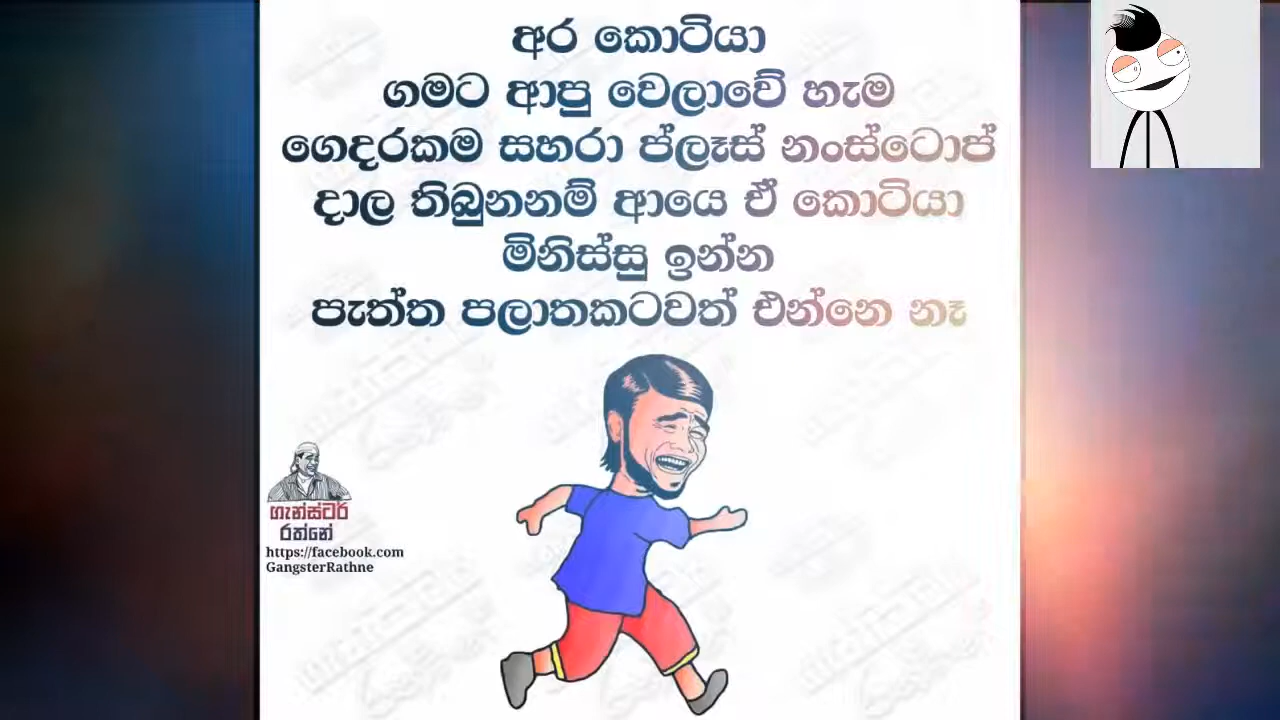 අර කොටියා
ගමට ආපු වෙලාවේ හැම
ගෙදරකම සහරා ප්ලෑස් නංස්ටොප්
දාල තිබුනනම් ආයෙ ඒ කොටියා
මිනිස්සු ඉන්න
පැත්ත පලාතකටවත් එන්නෙ නෑ
ගැන්ස්ටර්
රත්නේ
https://facebook.com
GangsterRathne